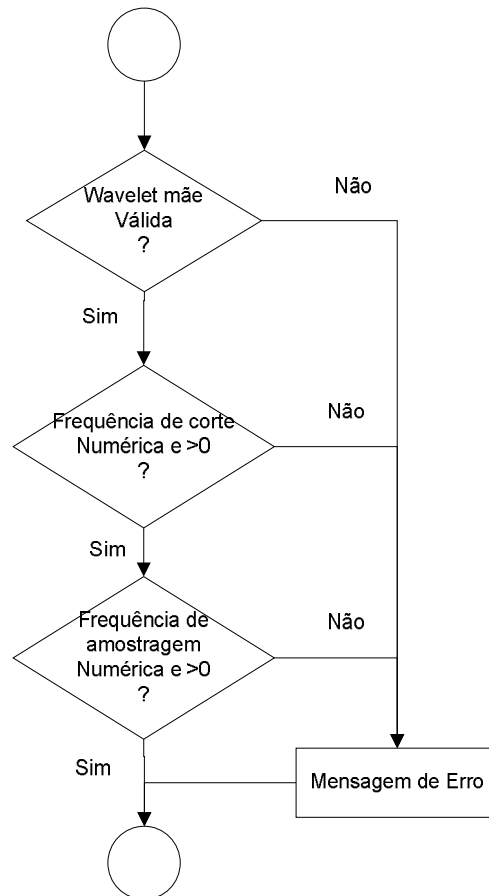 Wavelet mãe
Válida
?
Não
Sim
Frequência de corte
Numérica e >0
?
Não
Sim
Frequência de
amostragem
Numérica e >0
?
Não
Sim
Mensagem de Erro